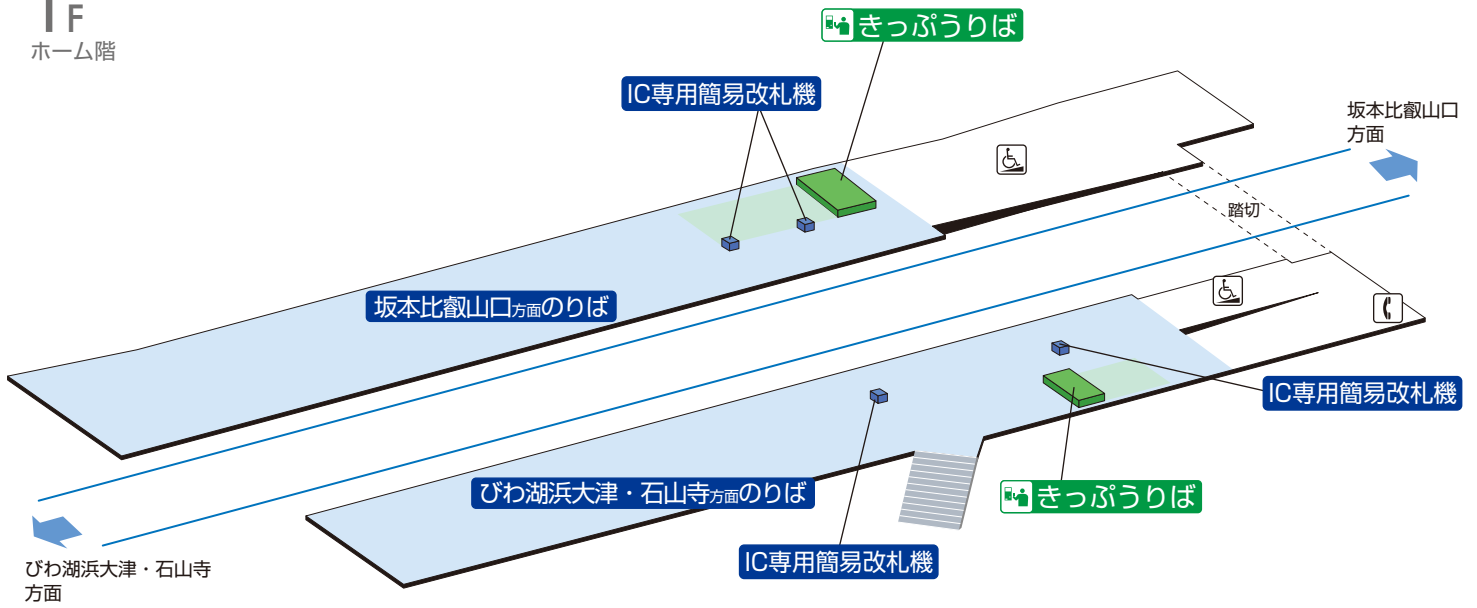 1F
ホーム階
きっぷうりば
IC専用簡易改札機
坂本比叡山口
方面
踏切
坂本比叡山口方面のりば
IC専用簡易改札機
びわ湖浜大津・石山寺方面のりば
きっぷうりば
IC専用簡易改札機
びわ湖浜大津・石山寺
方面